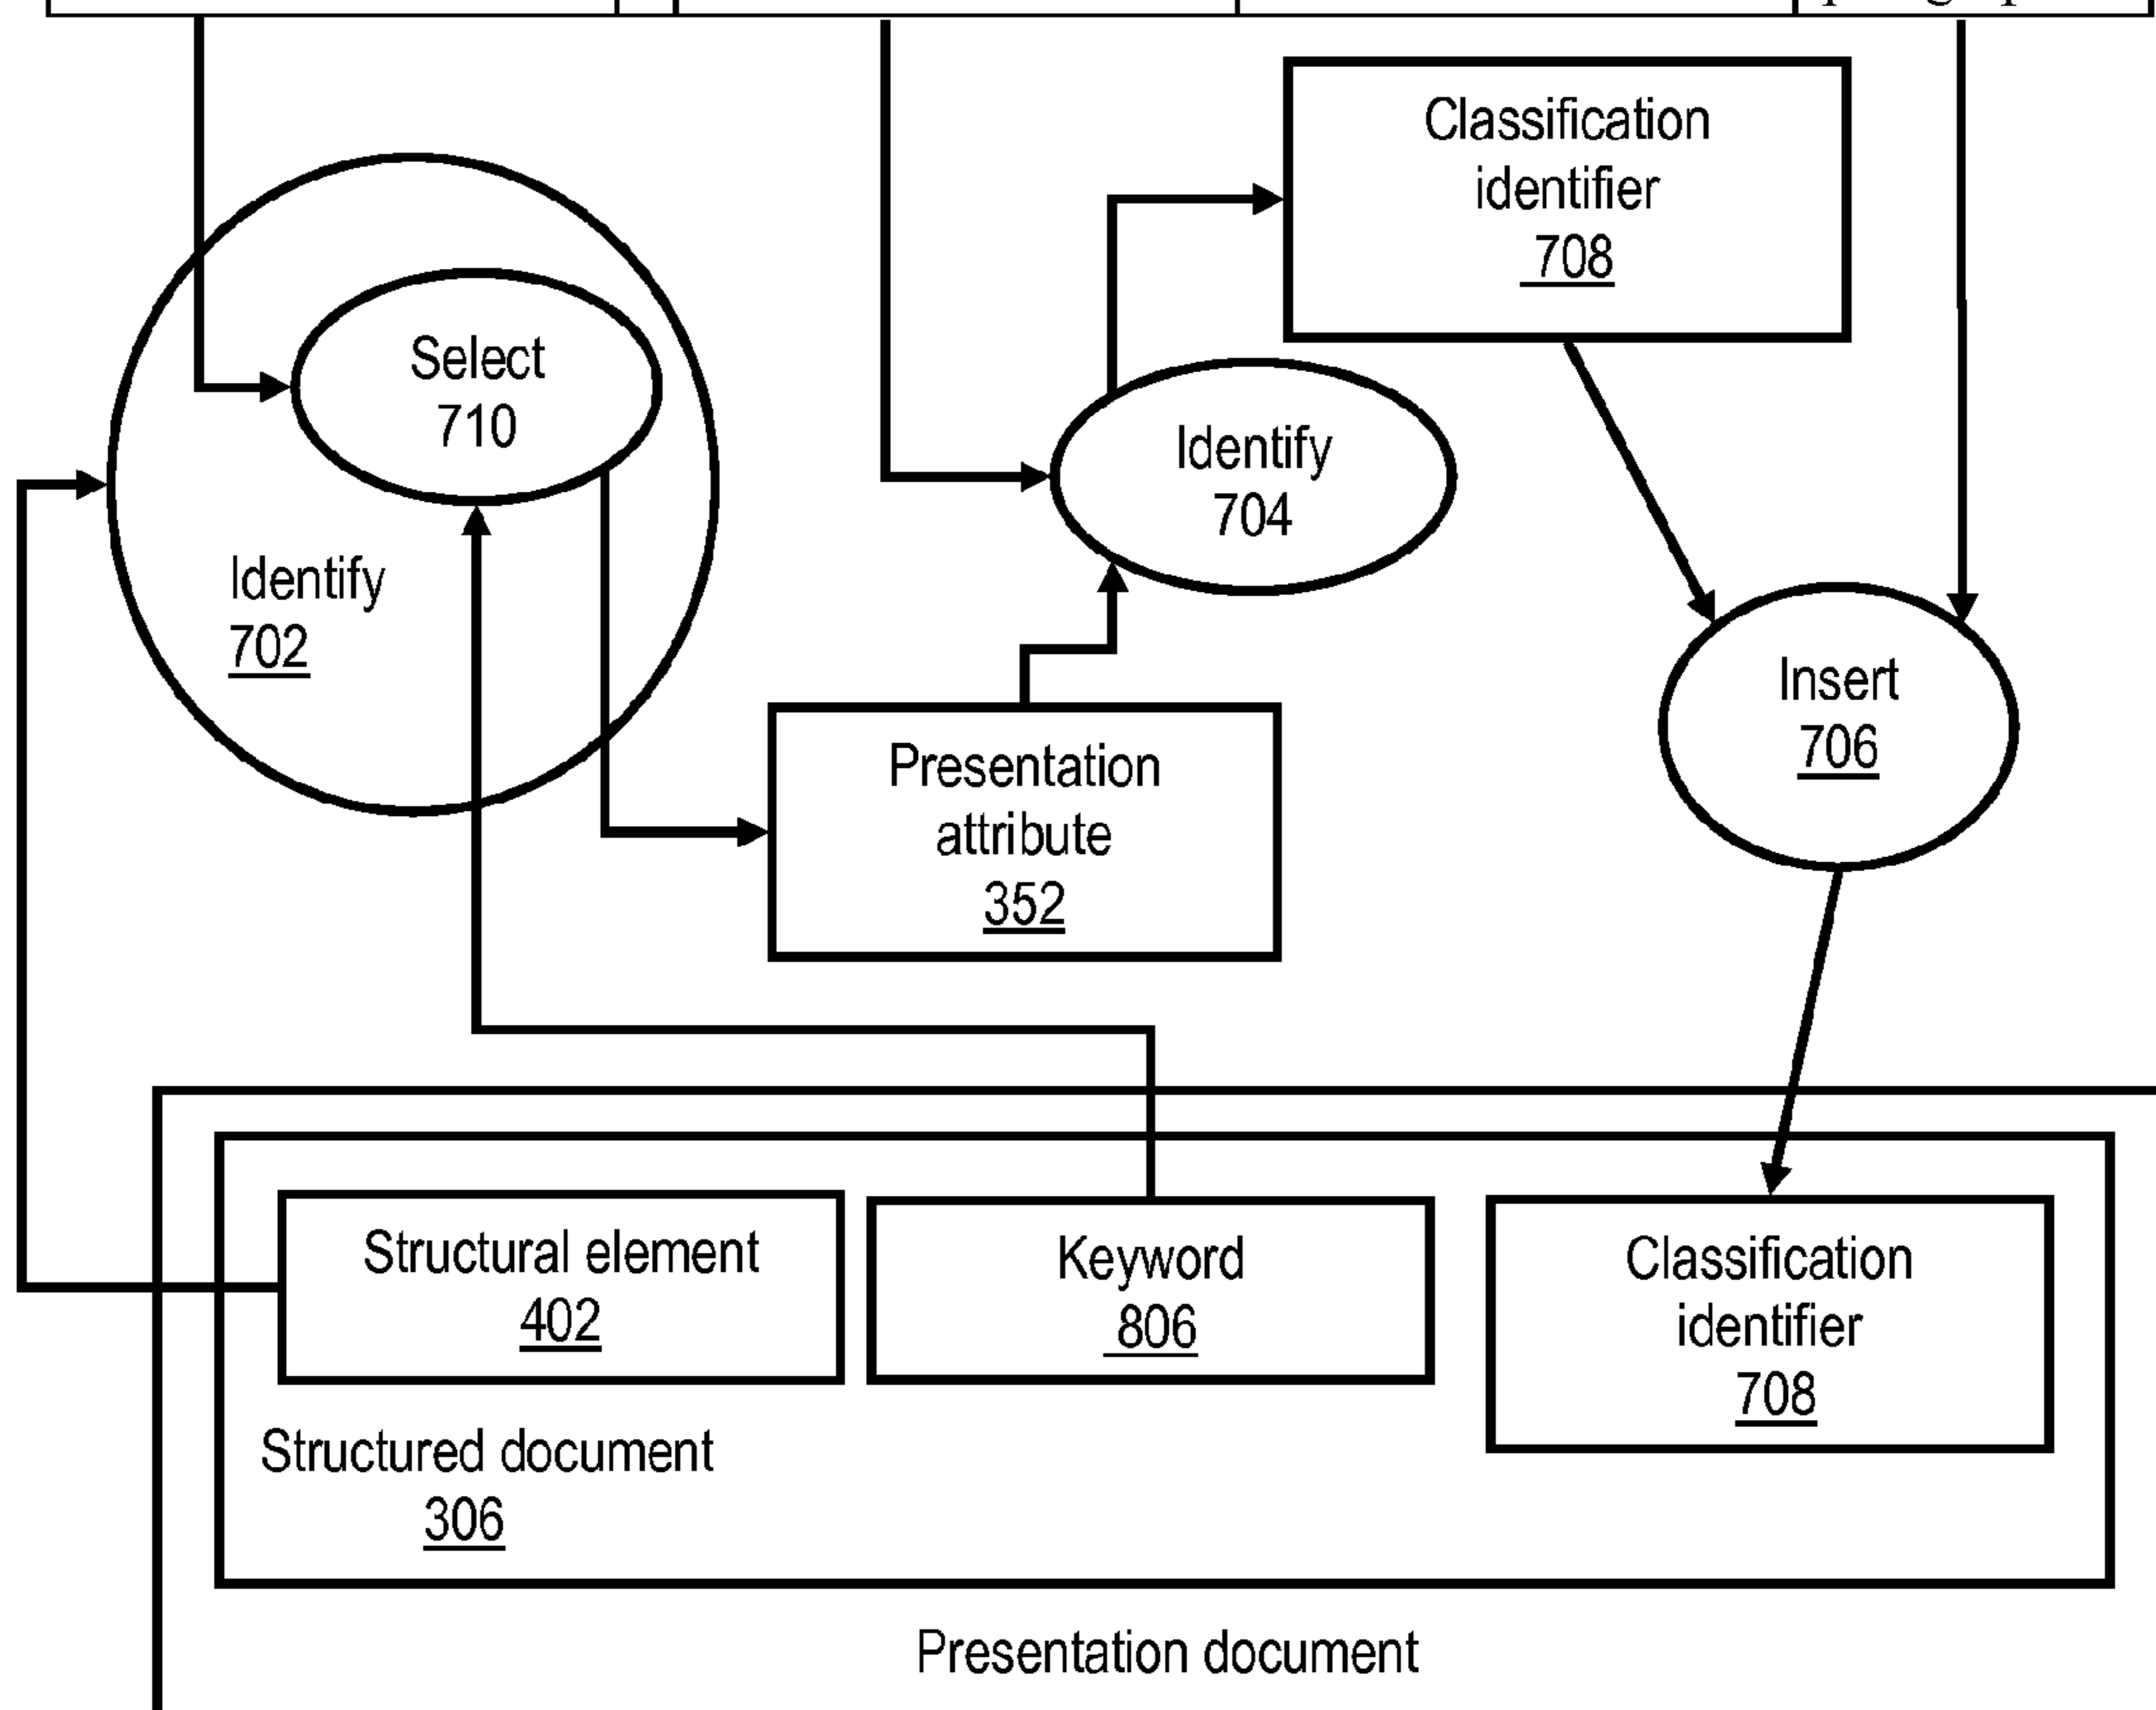 Classification
identifier
708
Select
710
Identify
704
Identify
702
Insert
706
Presentation
attribute
352
Structural element
402
Keyword
806
Classification
identifier
708
Structured document
306
Presentation document